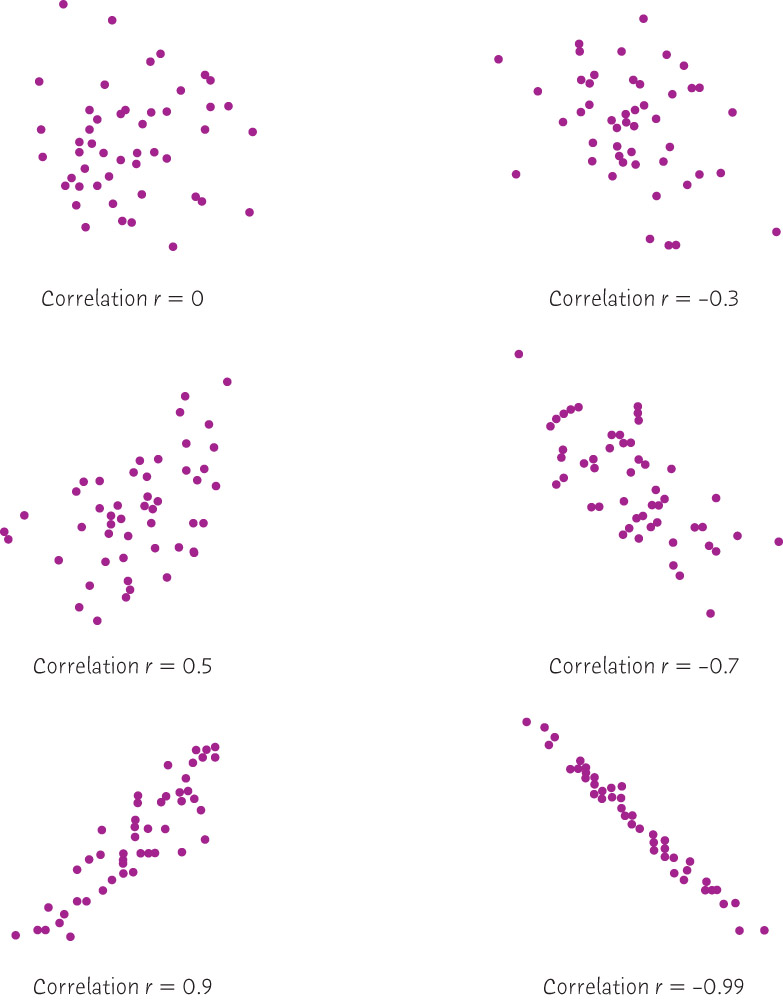 Correlation r = 0
Correlation r = -0.3
Correlation r = 0.5
Correlation r = -0.7
Correlation r = 0.9
Correlation r = -0.99